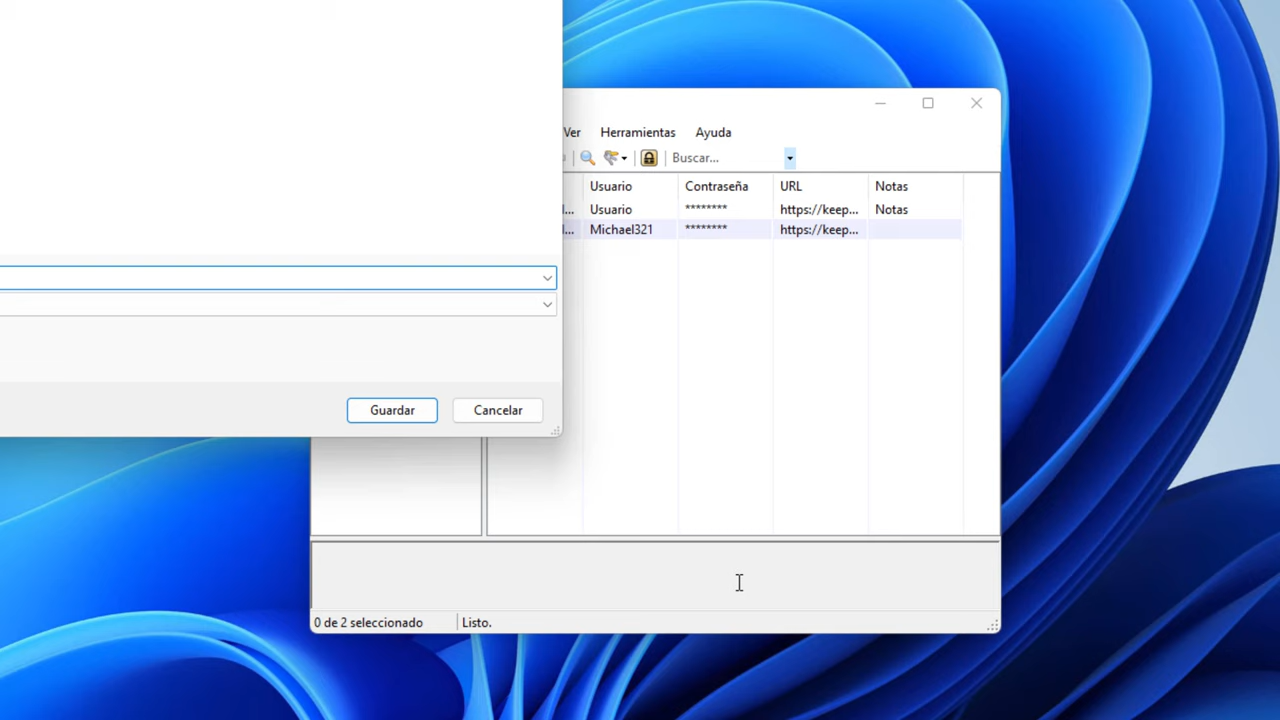 Ver Herramientas Ayuda
Buscar...
Usuario Contraseña URL Notas
l... Usuario ******** https://keep... Notas
l... Michael321 ******** https://keep...
Guardar Cancelar
0 de 2 seleccionado Listo.